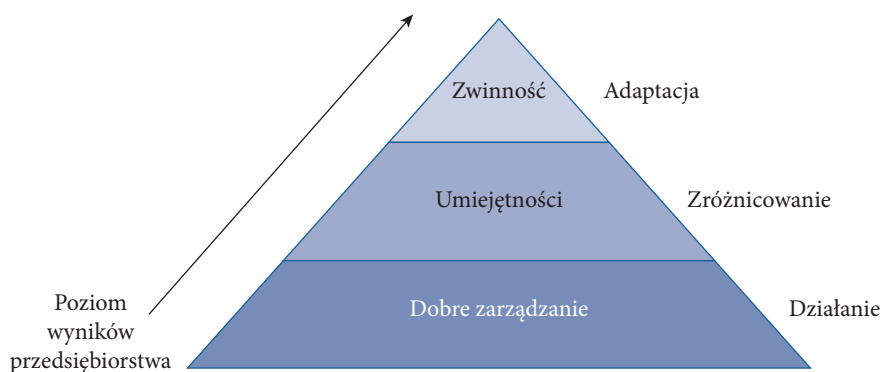 Zwinność
Adaptacja
Umiejętności
Zróżnicowanie
Dobre zarządzanie
Działanie
Poziom
wyników
przedsiębiorstwa